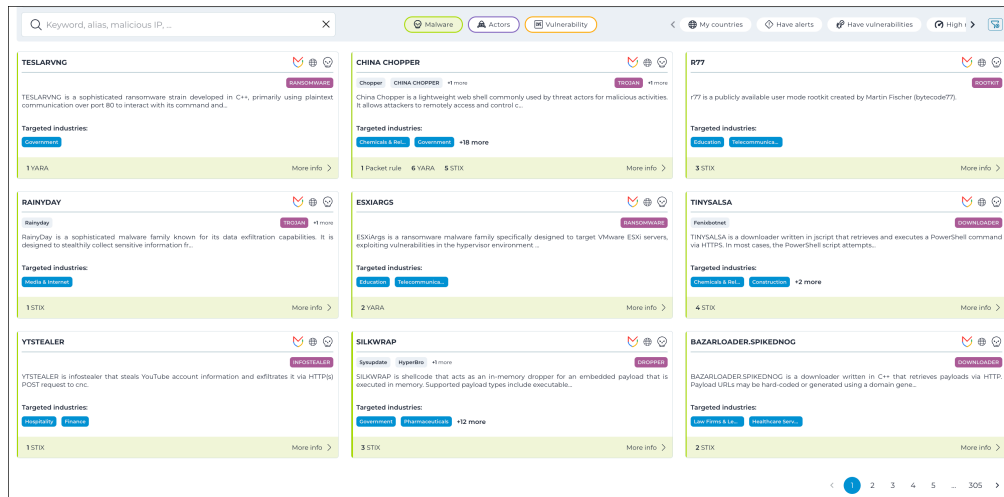 Keyword, alias, malicious IP, ...
Malware
Actors
Vulnerability
My countries
Have alerts
Have vulnerabilities
High
TESLARVNG
RANSOMWARE
TESLARVNG is a sophisticated ransomware strain developed in C++, primarily using plaintext
communication over port 80 to interact with its command and...
Targeted industries:
Government
1 YARA
More info
CHINA CHOPPER
Chopper CHINA CHOPPER +1 more
TROJAN +1 more
China Chopper is a lightweight web shell commonly used by threat actors for malicious activities.
It allows attackers to remotely access and control c...
Targeted industries:
Chemicals & Rel... Government +18 more
1 Packet rule 6 YARA 5 STIX
More info
R77
ROOTKIT
r77 is a publicly available user mode rootkit created by Martin Fischer (bytecode77).
Targeted industries:
Education Telecommunica...
3 STIX
More info
RAINYDAY
Rainyday
TROJAN +1 more
RainyDay is a sophisticated malware family known for its data exfiltration capabilities. It is
designed to stealthily collect sensitive information fr...
Targeted industries:
Media & Internet
1 STIX
More info
ESXIARGS
RANSOMWARE
ESXiArgs is a ransomware malware family specifically designed to target VMware ESXi servers,
exploiting vulnerabilities in the hypervisor environment ...
Targeted industries:
Education Telecommunica...
2 YARA
More info
TINYSALSA
Fenixbotnet
DOWNLOADER
TINYSALSA is a downloader written in jscript that retrieves and executes a PowerShell command
via HTTPS. In most cases, the PowerShell script attempts...
Targeted industries:
Chemicals & Rel... Construction +2 more
4 STIX
More info
YTSTEALER
INFOSTEALER
YTSTEALER is infostealer that steals YouTube account information and exfiltrates it via HTTP(s)
POST request to cnc.
Targeted industries:
Hospitality Finance
1 STIX
More info
SILKWRAP
Sysupdate HyperBro +1 more
DROPPER
SILKWRAP is shellcode that acts as an in-memory dropper for an embedded payload that is
executed in memory. Supported payload types include executable...
Targeted industries:
Government Pharmaceuticals +12 more
3 STIX
More info
BAZARLOADER.SPIKEDNOG
DOWNLOADER
BAZARLOADER.SPIKEDNOG is a downloader written in C++ that retrieves payloads via HTTP.
Payload URLs may be hard-coded or generated using a domain gene...
Targeted industries:
Law Firms & Le... Healthcare Serv...
2 STIX
More info
1 2 3 4 5 ... 305